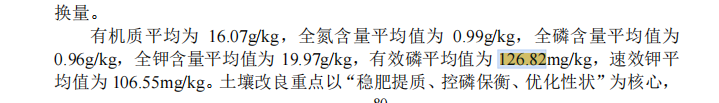 换量。
有机质平均为 16.07g/kg，全氮含量平均值为 0.99g/kg，全磷含量平均值为
0.96g/kg，全钾含量平均值为 19.97g/kg，有效磷平均值为 126.82mg/kg，速效钾平
均值为 106.55mg/kg。土壤改良重点以“稳肥提质、控磷保衡、优化性状”为核心，